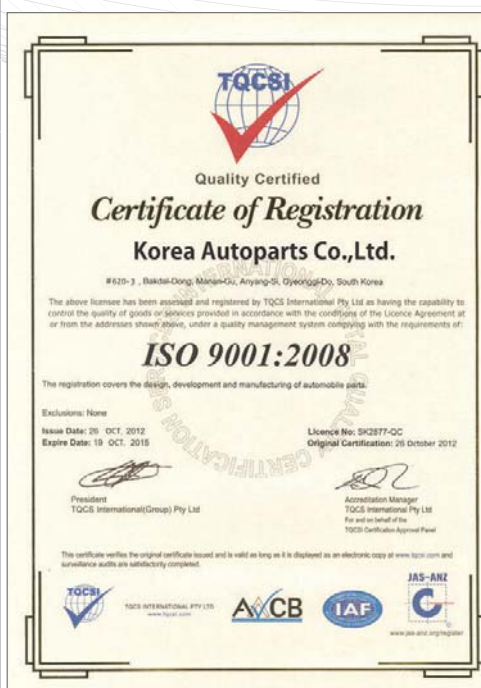 TQCSI
Quality Certified
Certificate of Registration
Korea Autoparts Co.,Ltd.
#620-3 , Bakdal-Dong, Manan-Gu, Anyang-Si, Gyeonggi-Do, South Korea
The above licensee has been assessed and registered by TQCS International Pty Ltd as having the capability to
control the quality of goods or services provided in accordance with the conditions of the Licence Agreement at
or from the addresses shown above, under a quality management system complying with the requirements of:
ISO 9001:2008
The registration covers the design, development and manufacturing of automobile parts.
Exclusions: None
Issue Date: 26 OCT. 2012
Expire Date: 19 OCT. 2015
Licence No: SK2877-QC
Original Certification: 26 October 2012
President
TQCS International(Group) Pty Ltd
Accreditation Manager
TQCS International Pty Ltd
For and on behalf of the
TQCSI Certification Approval Panel
This certificate verifies the original certificate issued and is valid as long as it is displayed as an electronic copy at www.tqcsi.com and
surveillance audits are satisfactorily completed.
TQCSI
TQCS INTERNATIONAL PTY LTD
www.tqcsi.com
IAF
JAS-ANZ
www.jas-anz.org/register